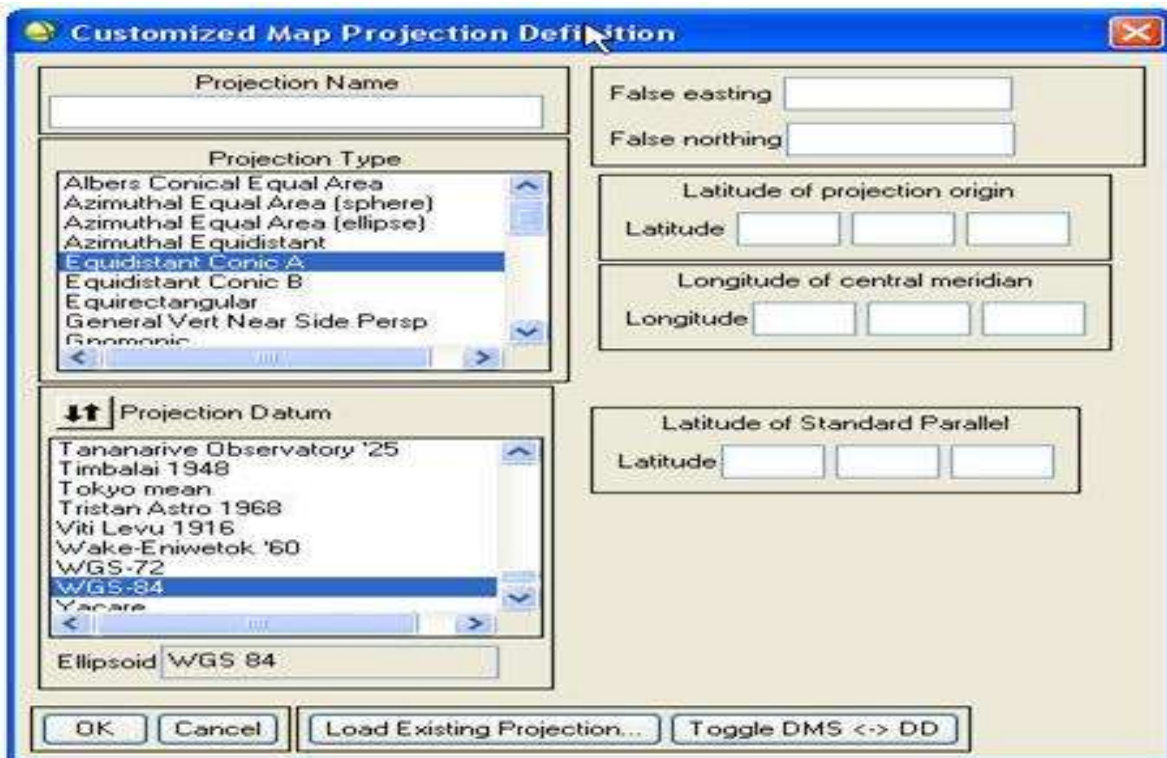 Customized Map Projection Definition
Projection Name
Projection Type
Albers Conical Equal Area
Azimuthal Equal Area (sphere)
Azimuthal Equal Area (ellipse)
Azimuthal Equidistant
Equidistant Conic A
Equidistant Conic B
Equirectangular
General Vert Near Side Persp
Gnomonic
Projection Datum
Tananarive Observatory '25
Timbalai 1948
Tokyo mean
Tristan Astro 1968
Viti Levu 1916
Wake-Eniwetok '60
WGS-72
WGS-84
Yacare
Ellipsoid WGS 84
False easting
False northing
Latitude of projection origin
Latitude
Longitude of central meridian
Longitude
Latitude of Standard Parallel
Latitude
OK Cancel Load Existing Projection... Toggle DMS <-> DD